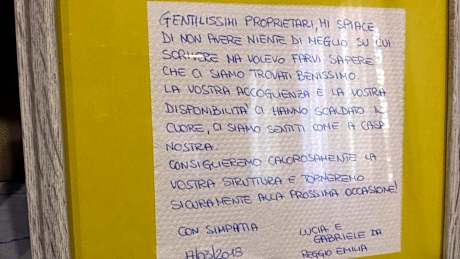 GENTILISSIMI PROPRIETARI, MI SPIACE
DI NON AVERE NIENTE DI MEGLIO SU CUI
SCRIVERE MA VOLEVO FARVI SAPERE
CHE CI SIAMO TROVATI BENISSIMO.
LA VOSTRA ACCOGLIENZA E LA VOSTRA
DISPONIBILITÀ CI HANNO SCALDATO IL
CUORE, CI SIAMO SENTITI COME A CASA
NOSTRA.
CONSIGLIEREMO CALOROSAMENTE LA
VOSTRA STRUTTURA E TORNEREMO
SICURAMENTE ALLA PROSSIMA OCCASIONE!
CON SIMPATIA
LUCIA E
GABRIELE DA
REGGIO EMILIA